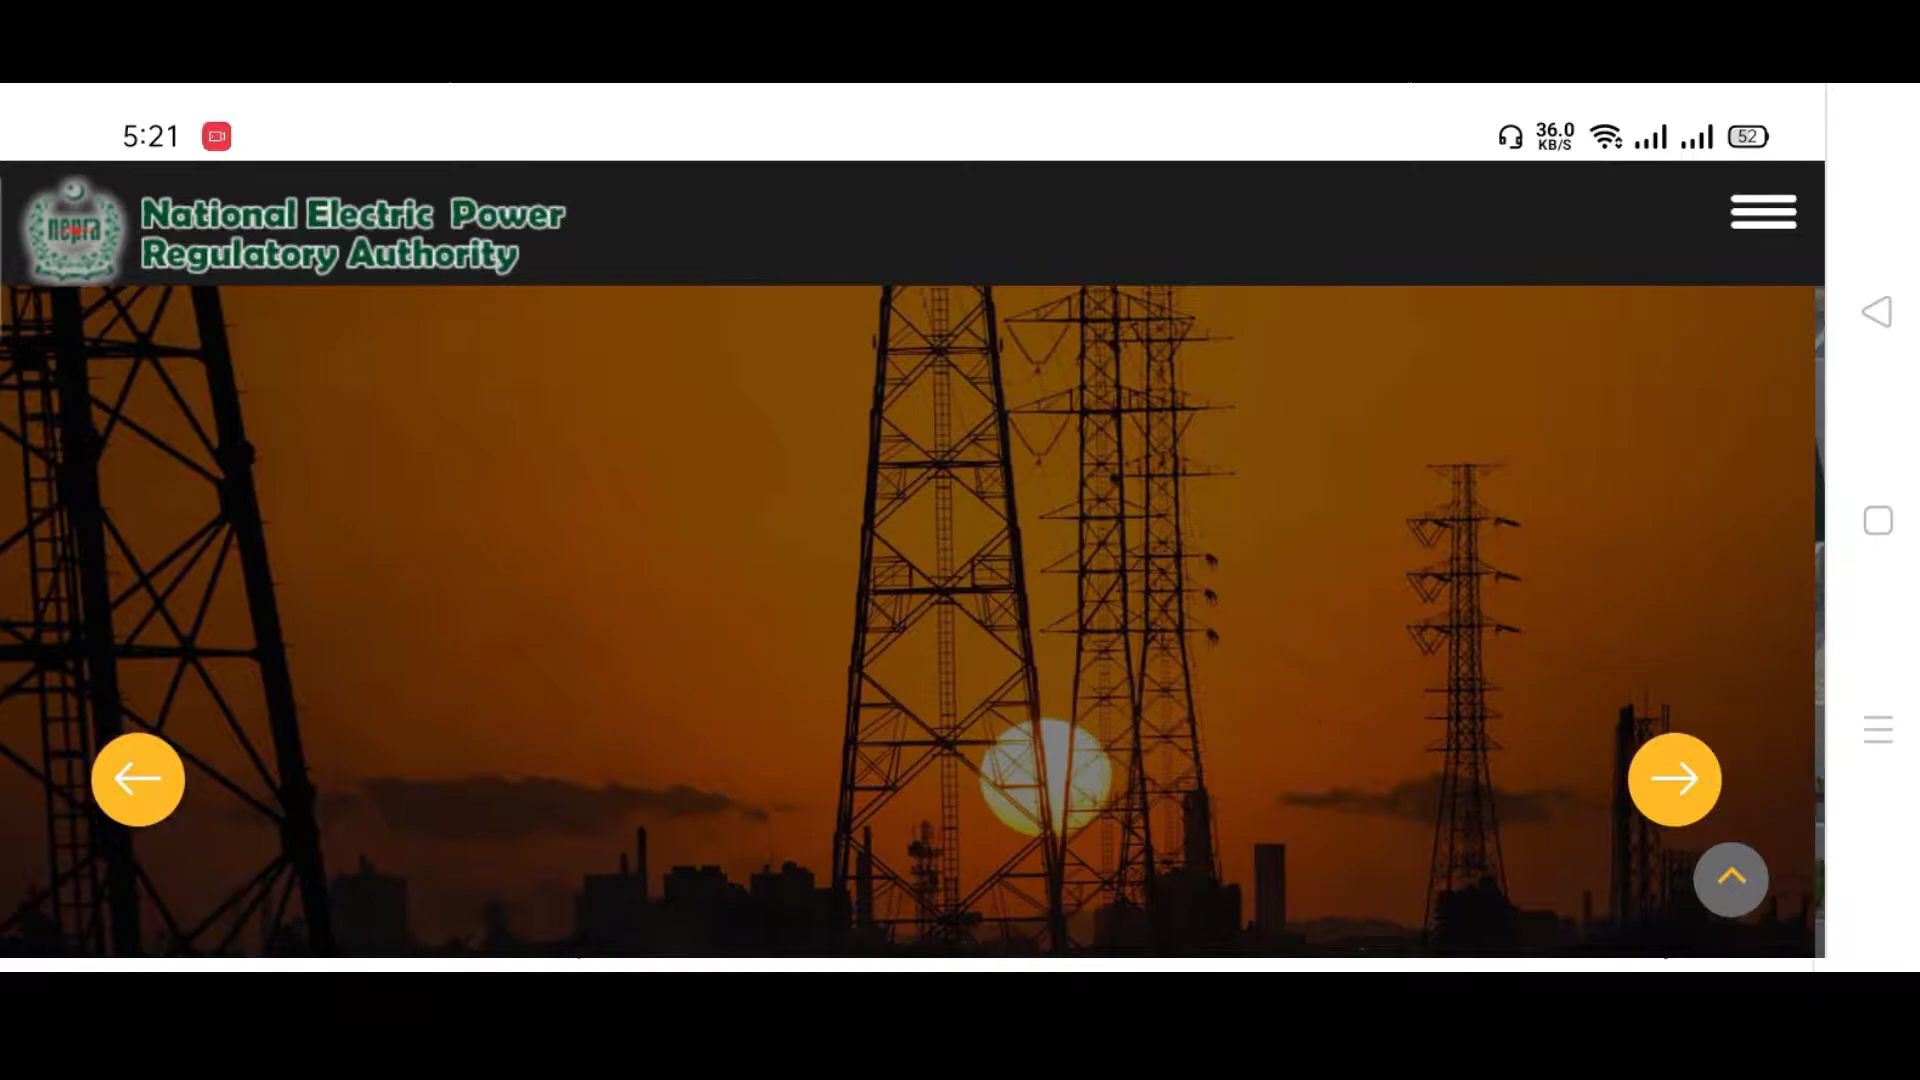 5:21
36.0
KB/S
52
nepra
National Electric Power
Regulatory Authority